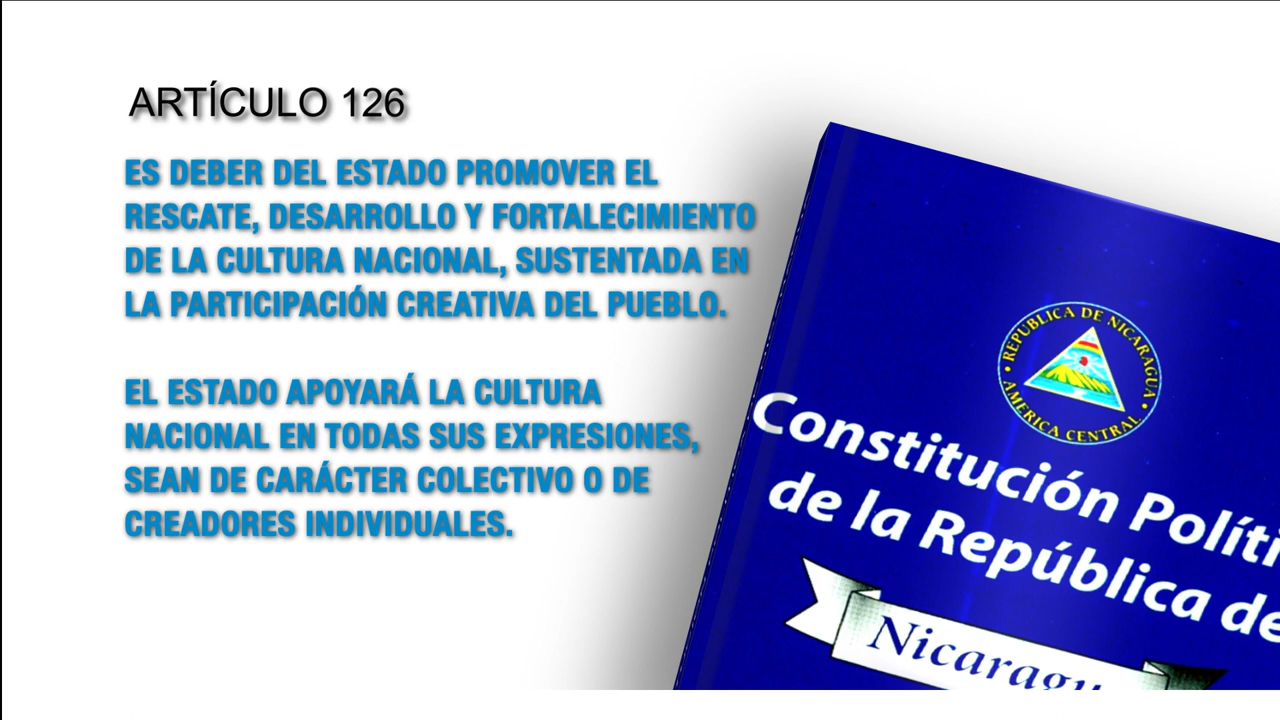 ARTÍCULO 126
ES DEBER DEL ESTADO PROMOVER EL
RESCATE, DESARROLLO Y FORTALECIMIENTO
DE LA CULTURA NACIONAL, SUSTENTADA EN
LA PARTICIPACIÓN CREATIVA DEL PUEBLO.
EL ESTADO APOYARÁ LA CULTURA
NACIONAL EN TODAS SUS EXPRESIONES,
SEAN DE CARÁCTER COLECTIVO O DE
CREADORES INDIVIDUALES.
REPUBLICA DE NICARAGUA
AMERICA CENTRAL
Constitución Políti
de la República de
Nicaragu